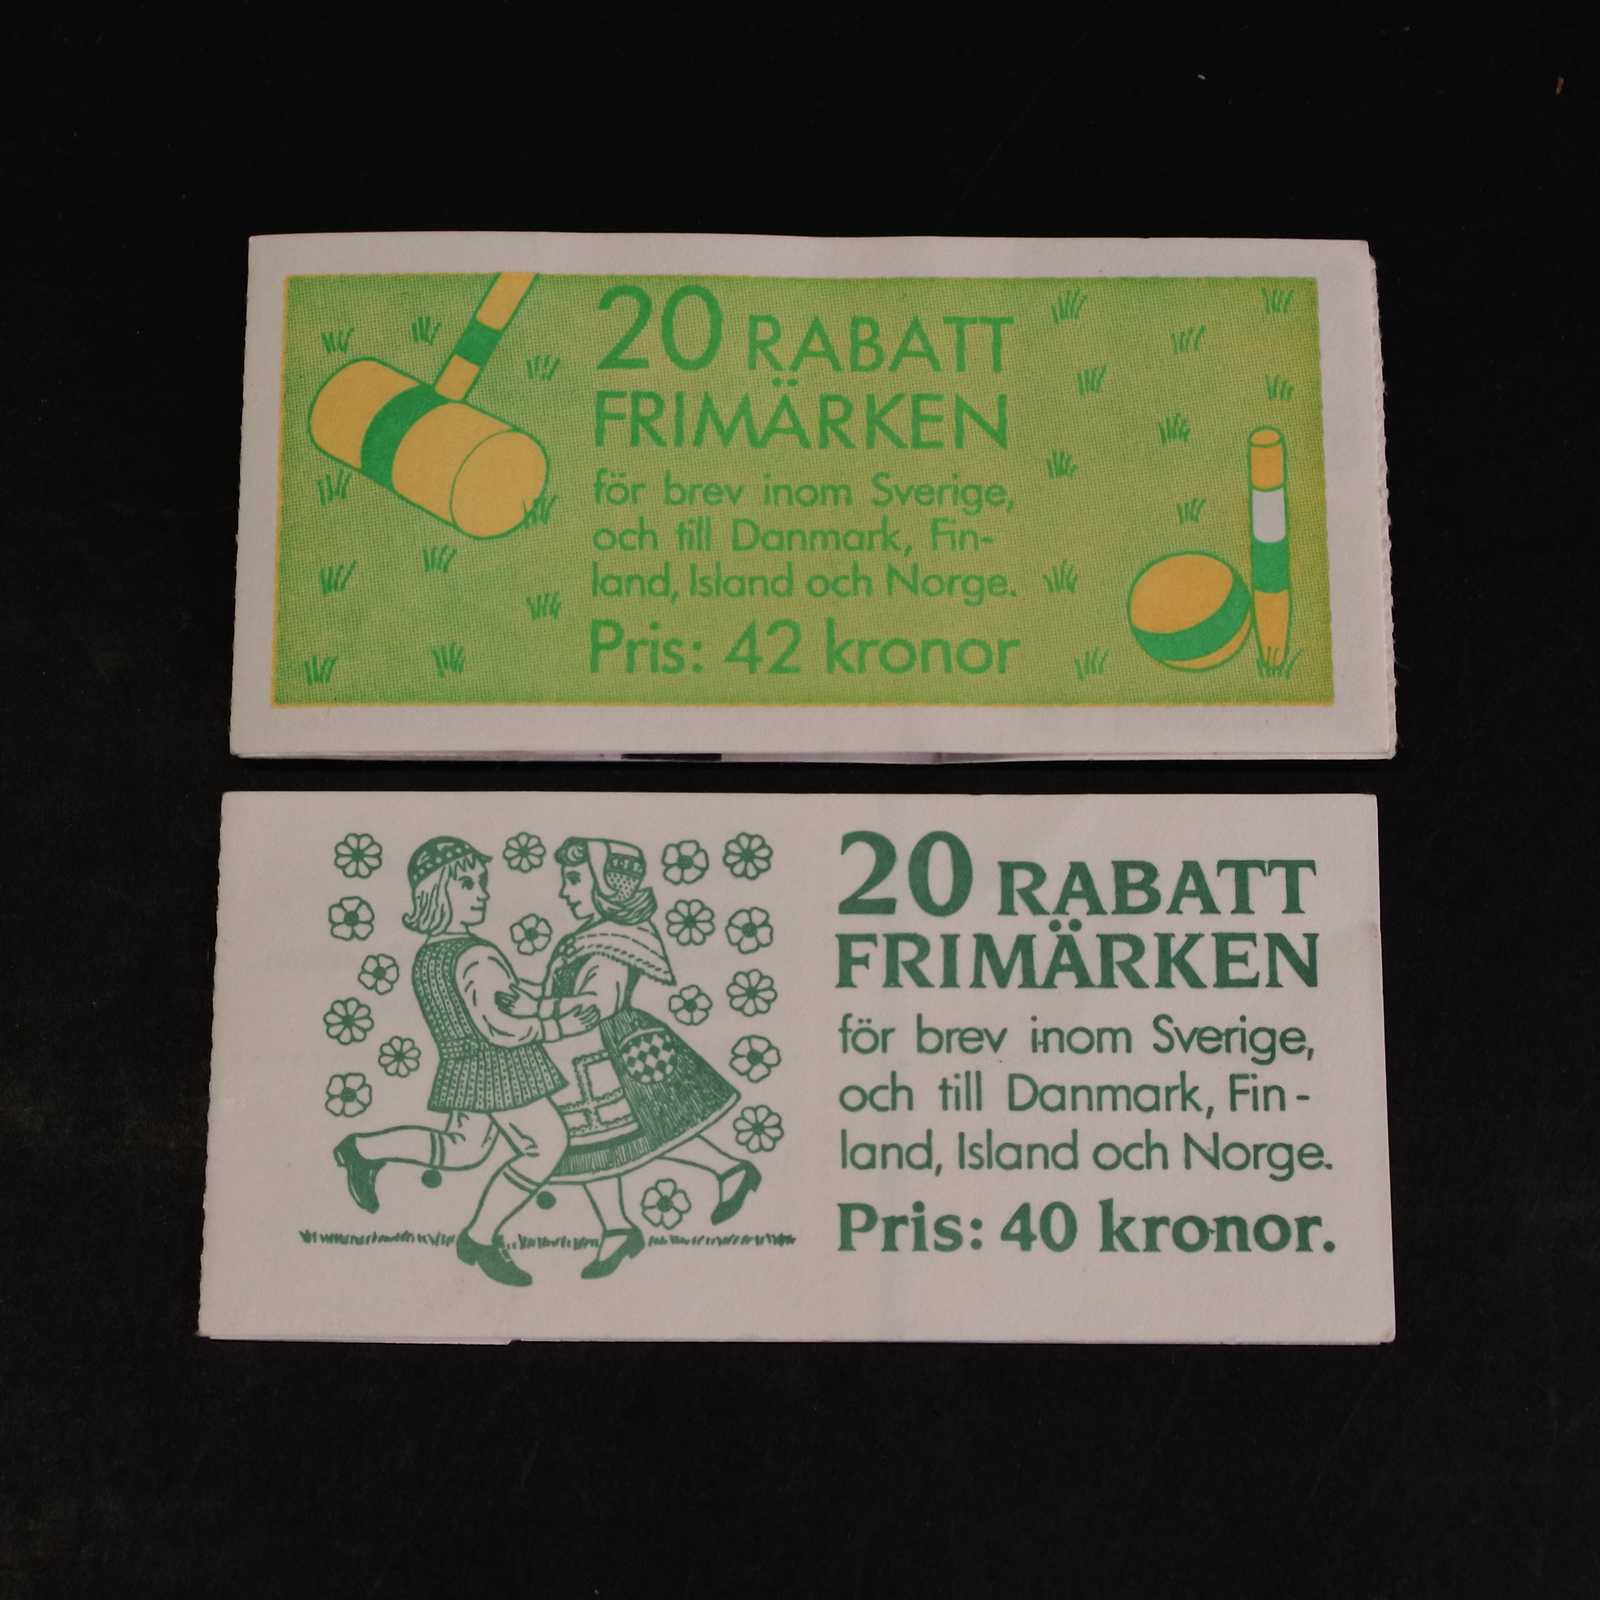 20 RABATT
FRIMÄRKEN
för brev inom Sverige,
och till Danmark, Fin-
land, Island och Norge.
Pris: 42 kronor
20 RABATT
FRIMÄRKEN
för brev inom Sverige,
och till Danmark, Fin-
land, Island och Norge.
Pris: 40 kronor.